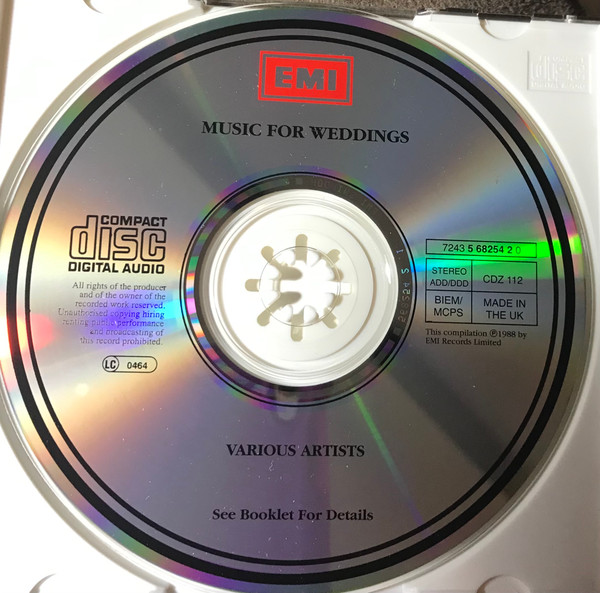 EMI
MUSIC FOR WEDDINGS
COMPACT
disc
DIGITAL AUDIO
All rights of the producer
and of the owner of the
recorded work reserved.
Unauthorised copying hiring
renting public performance
and broadcasting of
this record prohibited.
LC 0464
7243 5 68254 2 0
STEREO
ADD/DDD
CDZ 112
BIEM/
MCPS
MADE IN
THE UK
This compilation ℗1988 by
EMI Records Limited
VARIOUS ARTISTS
See Booklet For Details
disc